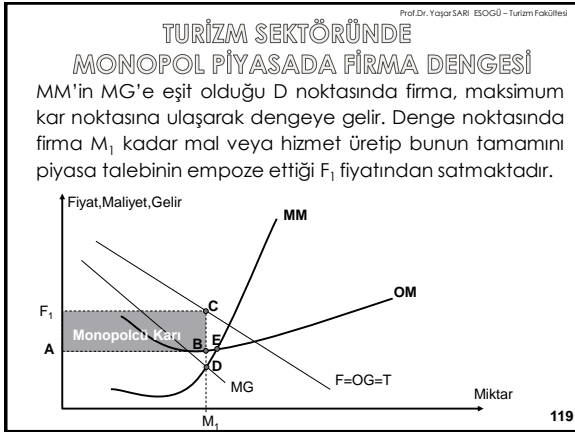 Prof.Dr. Yaşar SARI ESOGÜ – Turizm Fakültesi
TURİZM SEKTÖRÜNDE
MONOPOL PİYASADA FİRMA DENGESİ
MM'in MG'e eşit olduğu D noktasında firma, maksimum
kar noktasına ulaşarak dengeye gelir. Denge noktasında
firma M₁ kadar mal veya hizmet üretip bunun tamamını
piyasa talebinin empoze ettiği F₁ fiyatından satmaktadır.
Fiyat,Maliyet,Gelir
MM
OM
F₁
C
Monopolcü Karı
A
B
E
D
MG
F=OG=T
Miktar
M₁
119